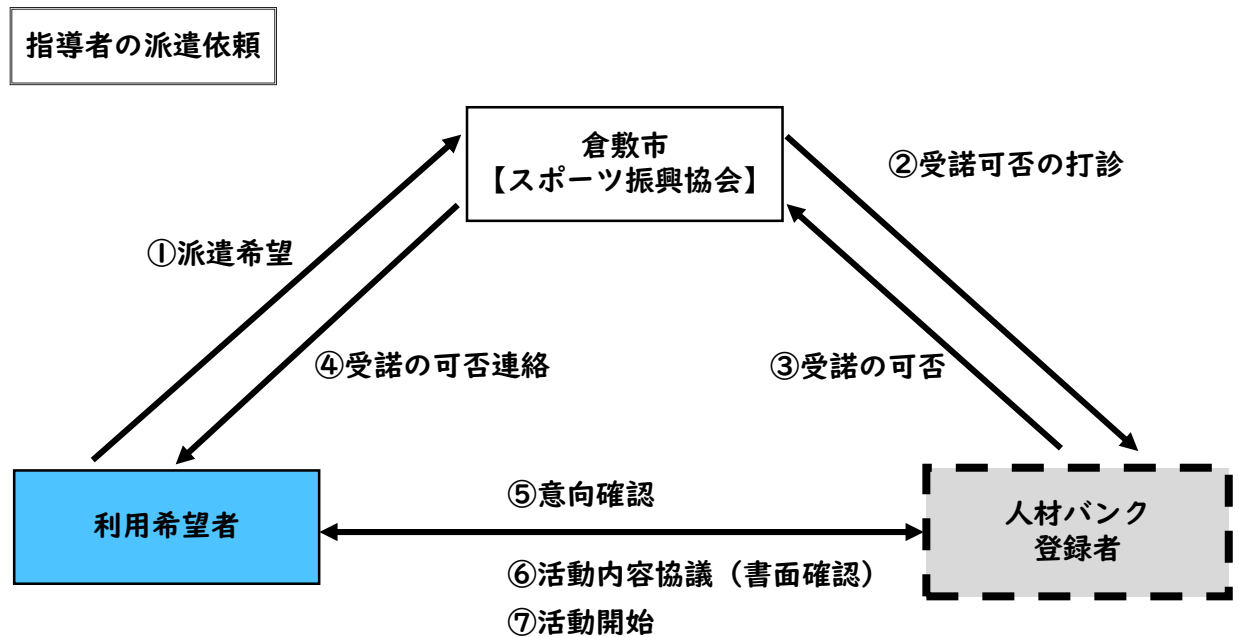 指導者の派遣依頼
倉敷市
【スポーツ振興協会】
②受諾可否の打診
①派遣希望
④受諾の可否連絡
③受諾の可否
利用希望者
⑤意向確認
人材バンク
登録者
⑥活動内容協議（書面確認）
⑦活動開始